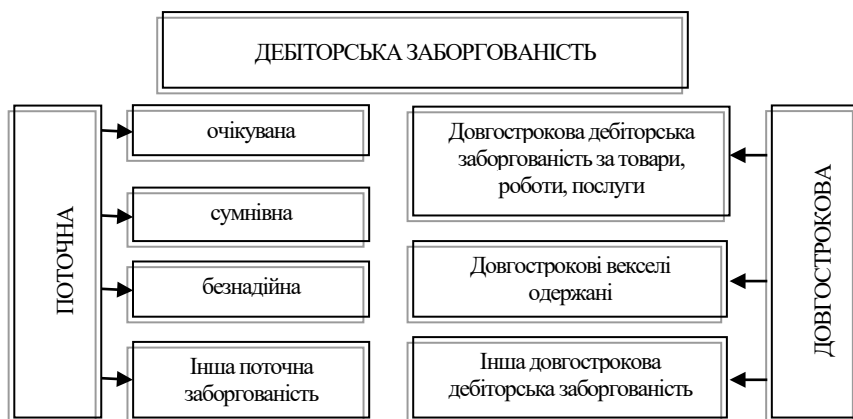 ДЕБІТОРСЬКА ЗАБОРГОВАНІСТЬ
ПОТОЧНА
очікувана
сумнівна
безнадійна
Інша поточна
заборгованість
Довгострокова дебіторська
заборгованість за товари,
роботи, послуги
Довгострокові векселі
одержані
Інша довгострокова
дебіторська заборгованість
ДОВГОСТРОКОВА